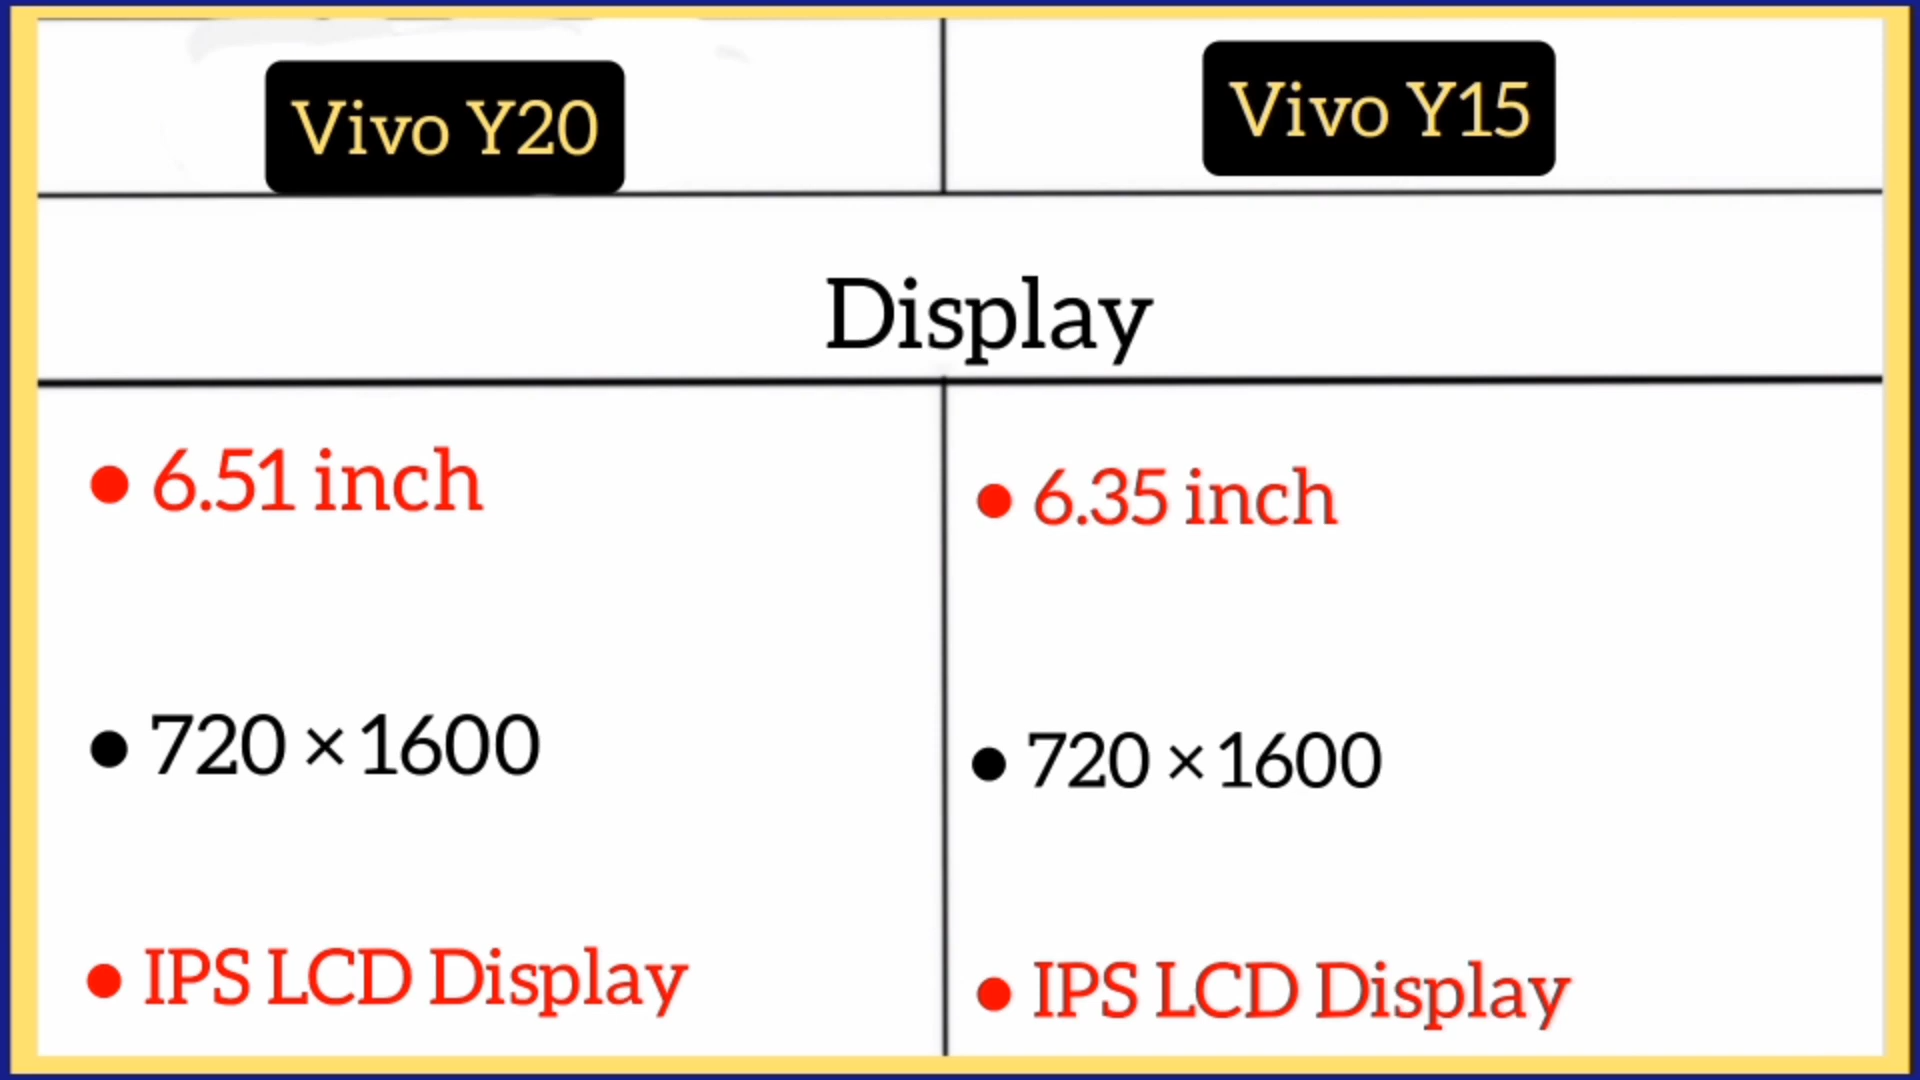 Vivo Y20
Vivo Y15
Display
• 6.51 inch
• 6.35 inch
• 720 × 1600
• 720 × 1600
• IPS LCD Display
• IPS LCD Display